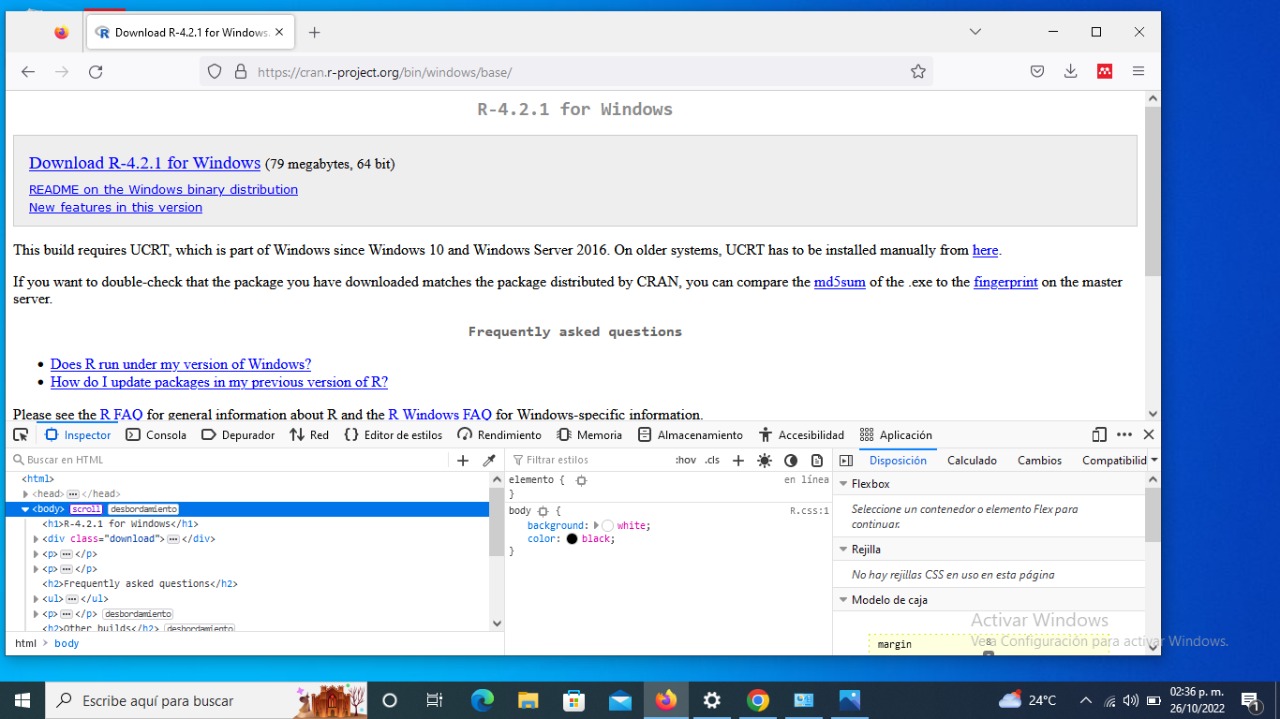 Download R-4.2.1 for Windows.
https://cran.r-project.org/bin/windows/base/
R-4.2.1 for Windows
Download R-4.2.1 for Windows (79 megabytes, 64 bit)
README on the Windows binary distribution
New features in this version
This build requires UCRT, which is part of Windows since Windows 10 and Windows Server 2016. On older systems, UCRT has to be installed manually from here.
If you want to double-check that the package you have downloaded matches the package distributed by CRAN, you can compare the md5sum of the .exe to the fingerprint on the master
server.
Frequently asked questions
• Does R run under my version of Windows?
• How do I update packages in my previous version of R?
Please see the R FAQ for general information about R and the R Windows FAQ for Windows-specific information.
Inspector Consola Depurador Red Editor de estilos Rendimiento Memoria Almacenamiento Accesibilidad Aplicación
Buscar en HTML
Filtrar estilos :hov .cls
Disposición Calculado Cambios Compatibilid
<html>
<head> ••• </head>
<body> scroll desbordamiento
<h1>R-4.2.1 for Windows</h1>
<div class="download"> ••• </div>
<p> ••• </p>
<p> ••• </p>
<h2>Frequently asked questions</h2>
<ul> ••• </ul>
<p> ••• </p> desbordamiento
<h2>Other builds</h2> desbordamiento
html > body
elemento { en línea
}
body { R.css:1
background: white;
color: black;
}
Flexbox
Seleccione un contenedor o elemento Flex para
continuar.
Rejilla
No hay rejillas CSS en uso en esta página
Modelo de caja
margin 8
Activar Windows
Ve a Configuración para activar Windows.
Escribe aquí para buscar
24°C
02:36 p. m.
26/10/2022
1